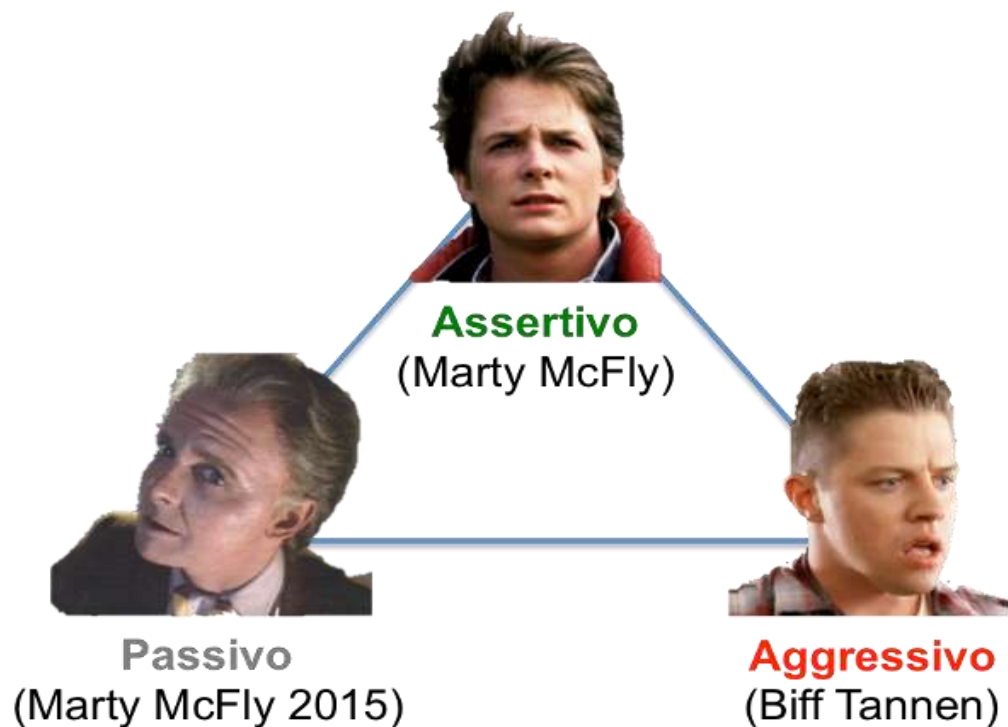 Assertivo
(Marty McFly)
Passivo
(Marty McFly 2015)
Aggressivo
(Biff Tannen)